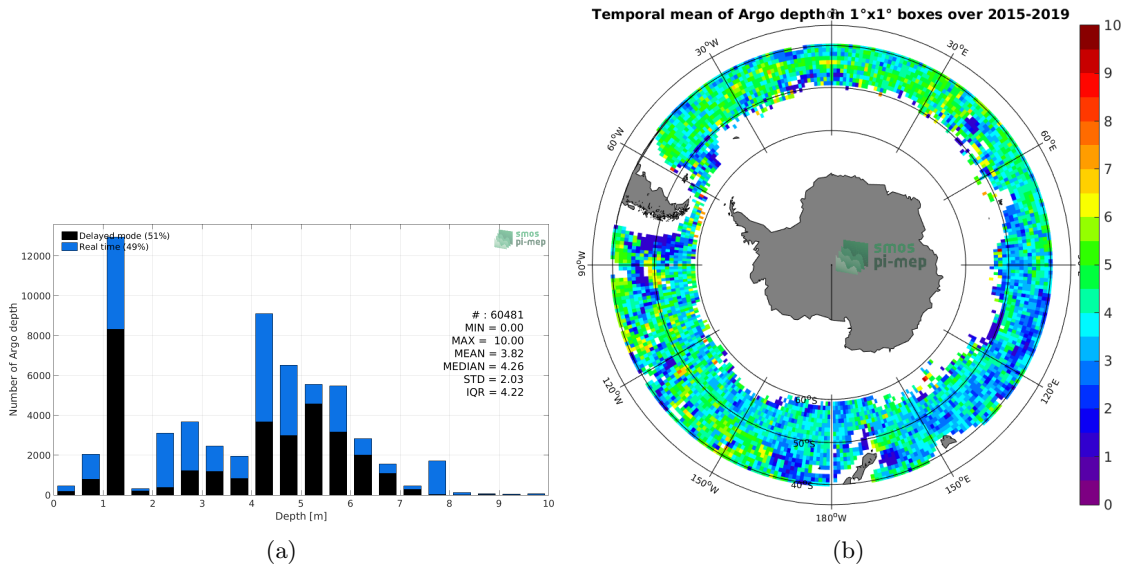 Temporal mean of Argo depth in 1°x1° boxes over 2015-2019
Delayed mode (51%)
Real time (49%)
smos
pi-mep
# : 60481
MIN = 0.00
MAX = 10.00
MEAN = 3.82
MEDIAN = 4.26
STD = 2.03
IQR = 4.22
Number of Argo depth
12000
10000
8000
6000
4000
2000
0
0 1 2 3 4 5 6 7 8 9 10
Depth [m]
(a)
30°W
30°E
60°W
60°E
90°W
120°W
120°E
150°W
150°E
180°W
60°S
50°S
40°S
smos
pi-mep
10
9
8
7
6
5
4
3
2
1
0
(b)